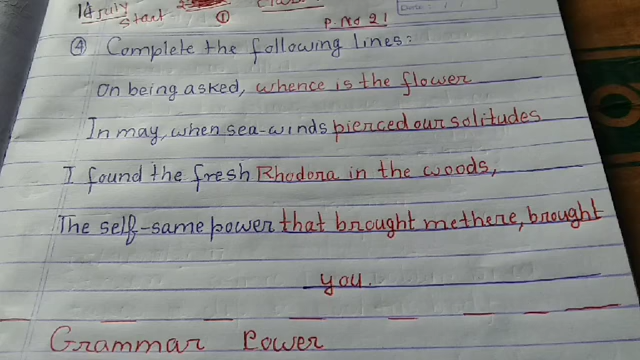 14 July
Start ①
P. No 21
Date : / /
④ Complete the following lines:
On being asked, whence is the flower
In may, when sea-winds pierced our solitudes
I found the fresh Rhodora in the woods,
The self-same power that brought me there, brought
you.
Grammar Power